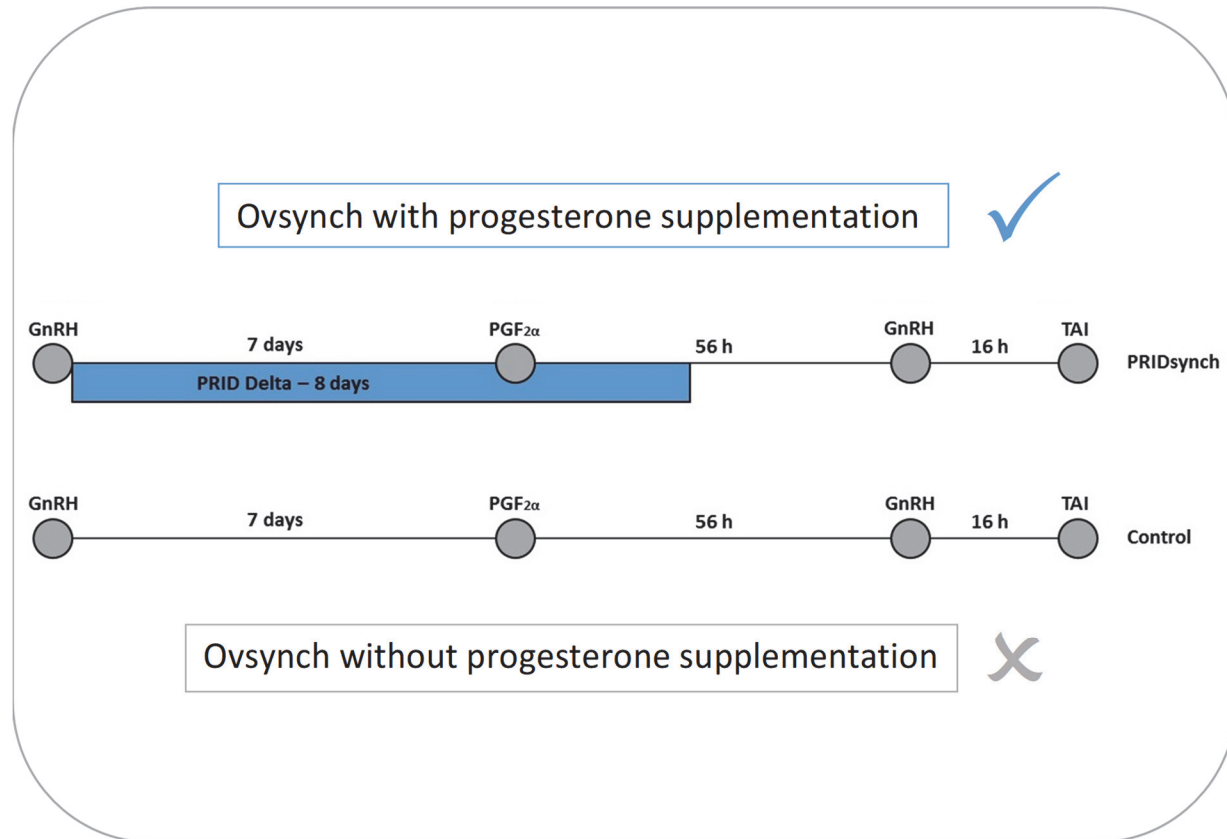 Ovsynch with progesterone supplementation
GnRH
7 days
PGF2α
56 h
GnRH
16 h
TAI
PRIDsynch
PRID Delta – 8 days
GnRH
7 days
PGF2α
56 h
GnRH
16 h
TAI
Control
Ovsynch without progesterone supplementation